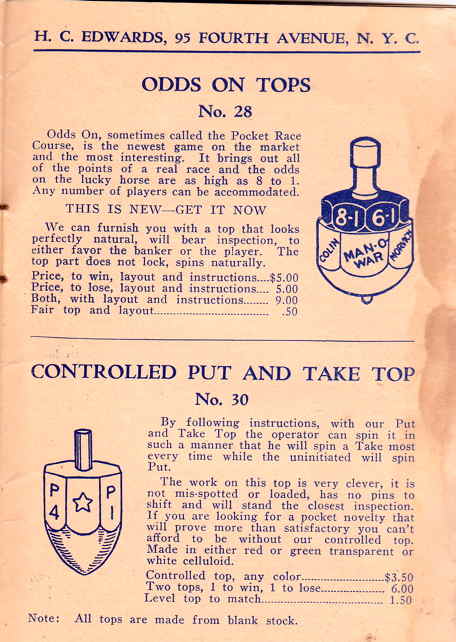 H. C. EDWARDS, 95 FOURTH AVENUE, N. Y. C.
ODDS ON TOPS
No. 28
Odds On, sometimes called the Pocket Race
Course, is the newest game on the market
and the most interesting. It brings out all
of the points of a real race and the odds
on the lucky horse are as high as 8 to 1.
Any number of players can be accommodated.
THIS IS NEW—GET IT NOW
We can furnish you with a top that looks
perfectly natural, will bear inspection, to
either favor the banker or the player. The
top part does not lock, spins naturally.
Price, to win, layout and instructions....$5.00
Price, to lose, layout and instructions.... 5.00
Both, with layout and instructions........ 9.00
Fair top and layout.................................. .50
8-1 6-1
COLIN
MAN-O-
WAR
CONTROLLED PUT AND TAKE TOP
No. 30
By following instructions, with our Put
and Take Top the operator can spin it in
such a manner that he will spin a Take most
every time while the uninitiated will spin
Put.
The work on this top is very clever, it is
not mis-spotted or loaded, has no pins to
shift and will stand the closest inspection.
If you are looking for a pocket novelty that
will prove more than satisfactory you can't
afford to be without our controlled top.
Made in either red or green transparent or
white celluloid.
Controlled top, any color........................$3.50
Two tops, 1 to win, 1 to lose.................. 6.00
Level top to match................................... 1.50
P
4
P
1
Note: All tops are made from blank stock.